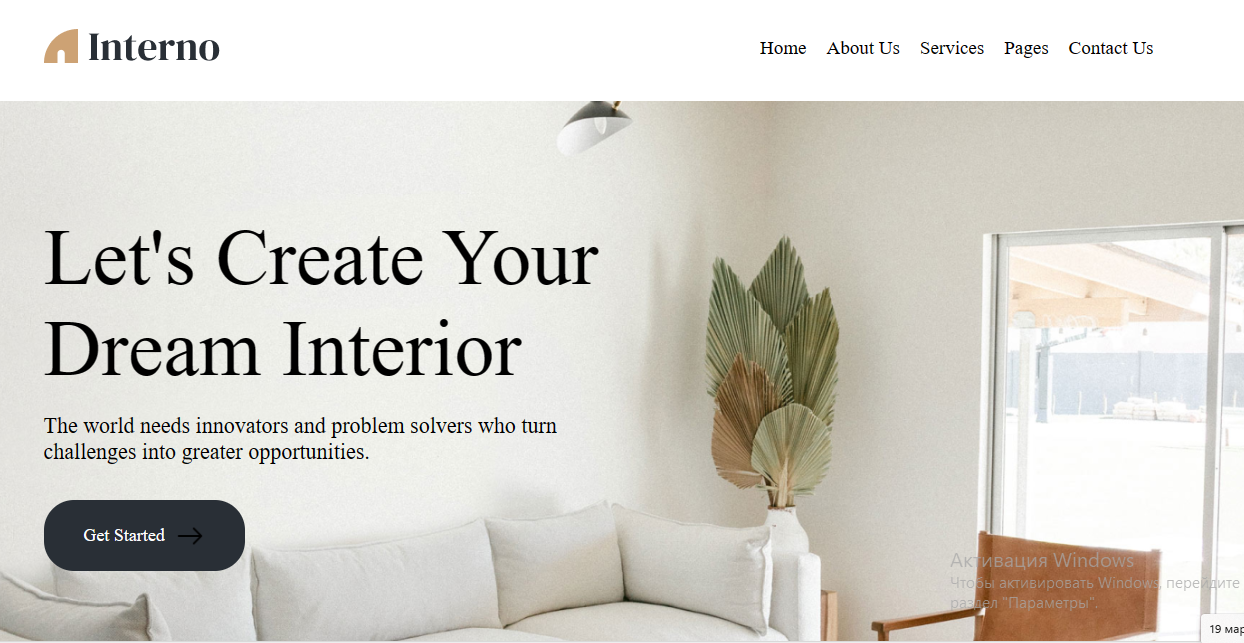 Interno
Home About Us Services Pages Contact Us
Let's Create Your
Dream Interior
The world needs innovators and problem solvers who turn
challenges into greater opportunities.
Get Started
Активация Windows
Чтобы активировать Windows, перейдите
раздел "Параметры".
19 мар